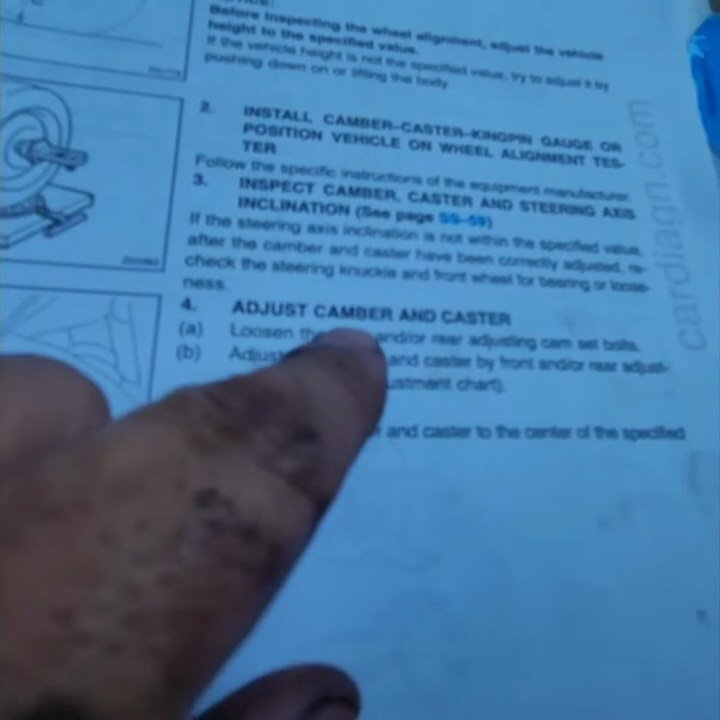 Before inspecting the wheel alignment, adjust the vehicle
height to the specified value.
If the vehicle height is not the specified value, try to adjust it by
pushing down on or lifting the body.
2. INSTALL CAMBER–CASTER–KINGPIN GAUGE OR
POSITION VEHICLE ON WHEEL ALIGNMENT TES-
TER
Follow the specific instructions of the equipment manufacturer.
3. INSPECT CAMBER, CASTER AND STEERING AXIS
INCLINATION (See page SS–59)
If the steering axis inclination is not within the specified value,
after the camber and caster have been correctly adjusted, re-
check the steering knuckle and front wheel for bearing or loose-
ness.
4. ADJUST CAMBER AND CASTER
(a) Loosen the and/or rear adjusting cam set bolts.
(b) Adjust and caster by front and/or rear adjust-
ustment chart).
and caster to the center of the specified
cardiagn.com